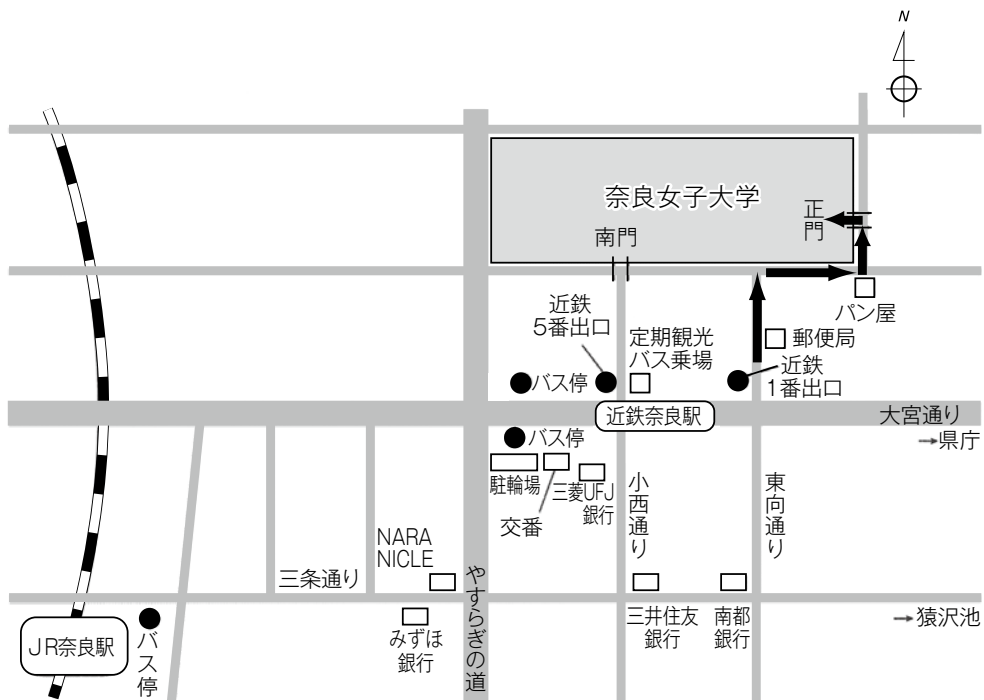 N
奈良女子大学
正門
南門
パン屋
近鉄
5番出口
定期観光
バス乗場
郵便局
近鉄
1番出口
バス停
近鉄奈良駅
大宮通り
→県庁
バス停
駐輪場
交番
三菱UFJ
銀行
小西通り
東向通り
NARA
NICLE
三条通り
やすらぎの道
三井住友
銀行
南都
銀行
→猿沢池
みずほ
銀行
JR奈良駅
バス停